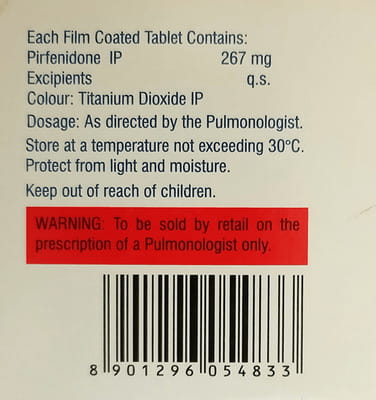 Each Film Coated Tablet Contains:
Pirfenidone IP 267 mg
Excipients q.s.
Colour: Titanium Dioxide IP
Dosage: As directed by the Pulmonologist.
Store at a temperature not exceeding 30°C.
Protect from light and moisture.
Keep out of reach of children.
WARNING: To be sold by retail on the
prescription of a Pulmonologist only.
8 901296 054833